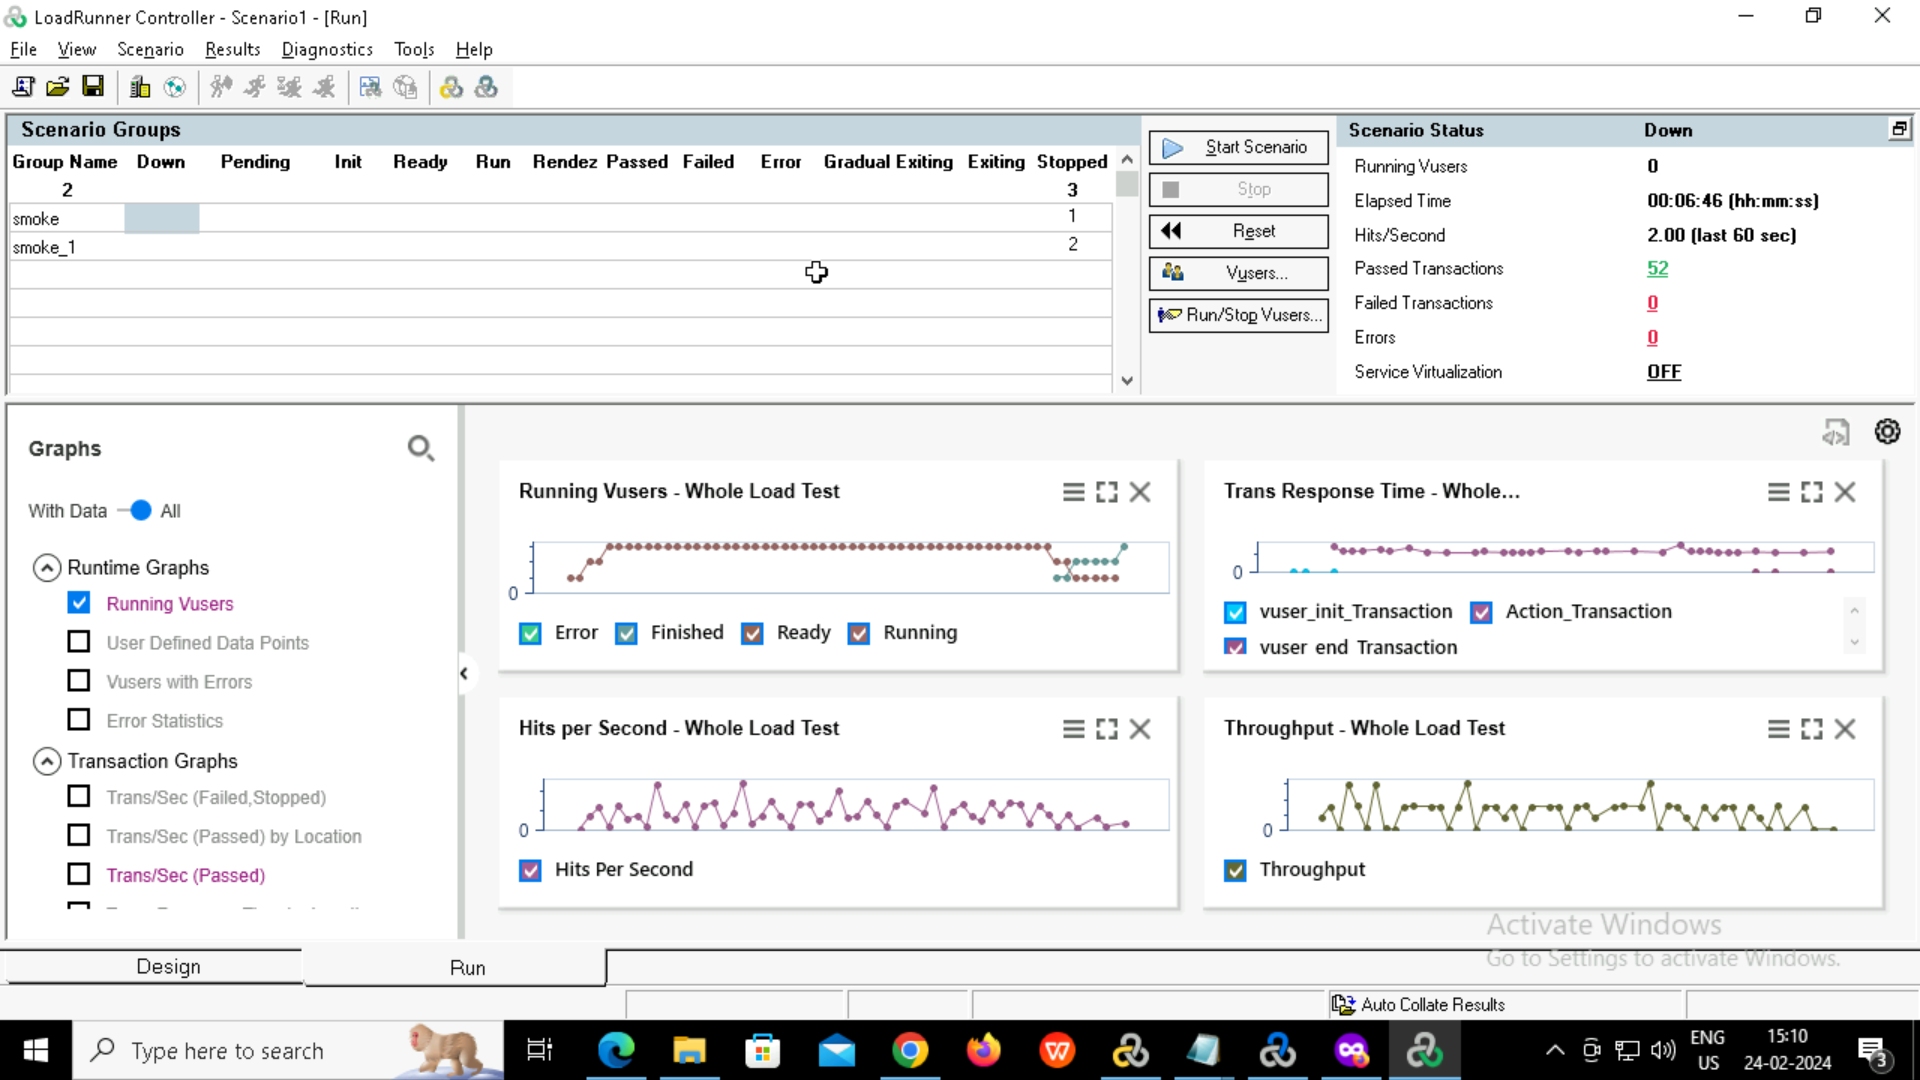 LoadRunner Controller - Scenario1 - [Run]
File View Scenario Results Diagnostics Tools Help
Scenario Groups
Group Name Down Pending Init Ready Run Rendez Passed Failed Error Gradual Exiting Exiting Stopped
2 3
smoke 1
smoke_1 2
Start Scenario
Stop
Reset
Vusers...
Run/Stop Vusers...
Scenario Status Down
Running Vusers 0
Elapsed Time 00:06:46 (hh:mm:ss)
Hits/Second 2.00 (last 60 sec)
Passed Transactions 52
Failed Transactions 0
Errors 0
Service Virtualization OFF
Graphs
With Data All
Runtime Graphs
Running Vusers
User Defined Data Points
Vusers with Errors
Error Statistics
Transaction Graphs
Trans/Sec (Failed,Stopped)
Trans/Sec (Passed) by Location
Trans/Sec (Passed)
Running Vusers - Whole Load Test
0
Error Finished Ready Running
Trans Response Time - Whole...
0
vuser_init_Transaction Action_Transaction
vuser end Transaction
Hits per Second - Whole Load Test
0
Hits Per Second
Throughput - Whole Load Test
0
Throughput
Activate Windows
Go to Settings to activate Windows.
Design Run
Auto Collate Results
Type here to search
ENG
US
15:10
24-02-2024
3